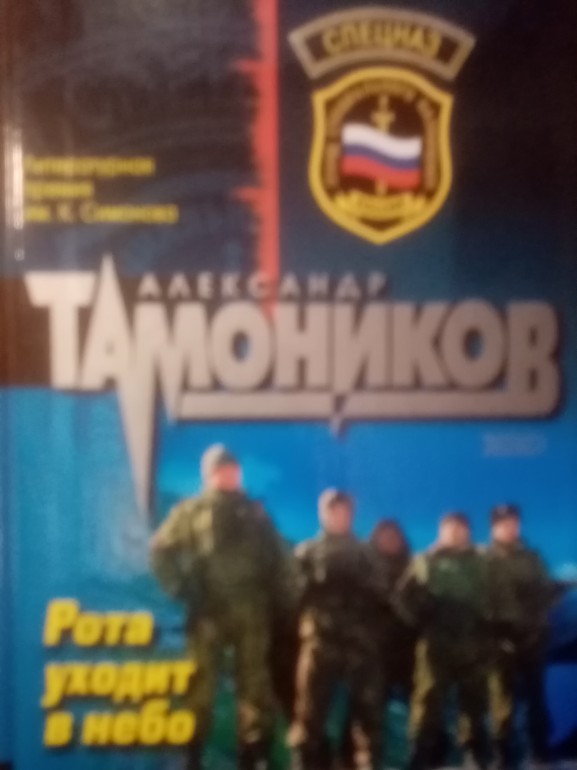 СПЕЦНАЗ
Литературная
премия
им. К. Симонова
АЛЕКСАНДР
ТАМОНИКОВ
Рота
уходит
в небо